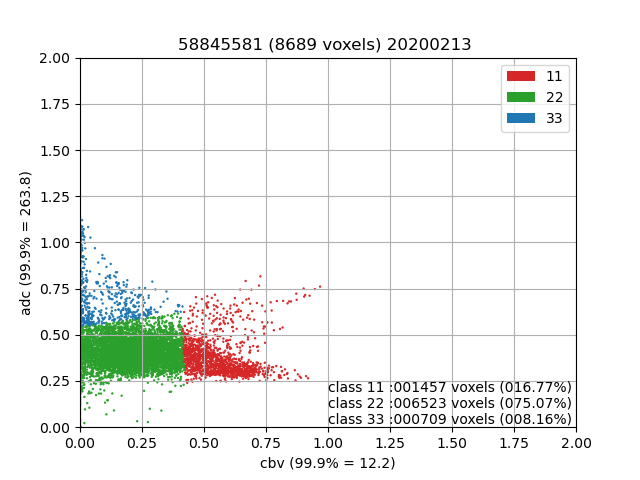 58845581 (8689 voxels) 20200213
2.00
1.75
1.50
1.25
1.00
0.75
0.50
0.25
0.00
adc (99.9% = 263.8)
11
22
33
class 11 :001457 voxels (016.77%)
class 22 :006523 voxels (075.07%)
class 33 :000709 voxels (008.16%)
0.00 0.25 0.50 0.75 1.00 1.25 1.50 1.75 2.00
cbv (99.9% = 12.2)